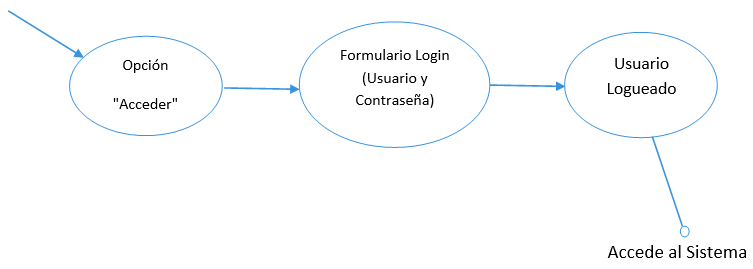 Opción
"Acceder"
Formulario Login
(Usuario y
Contraseña)
Usuario
Logueado
Accede al Sistema